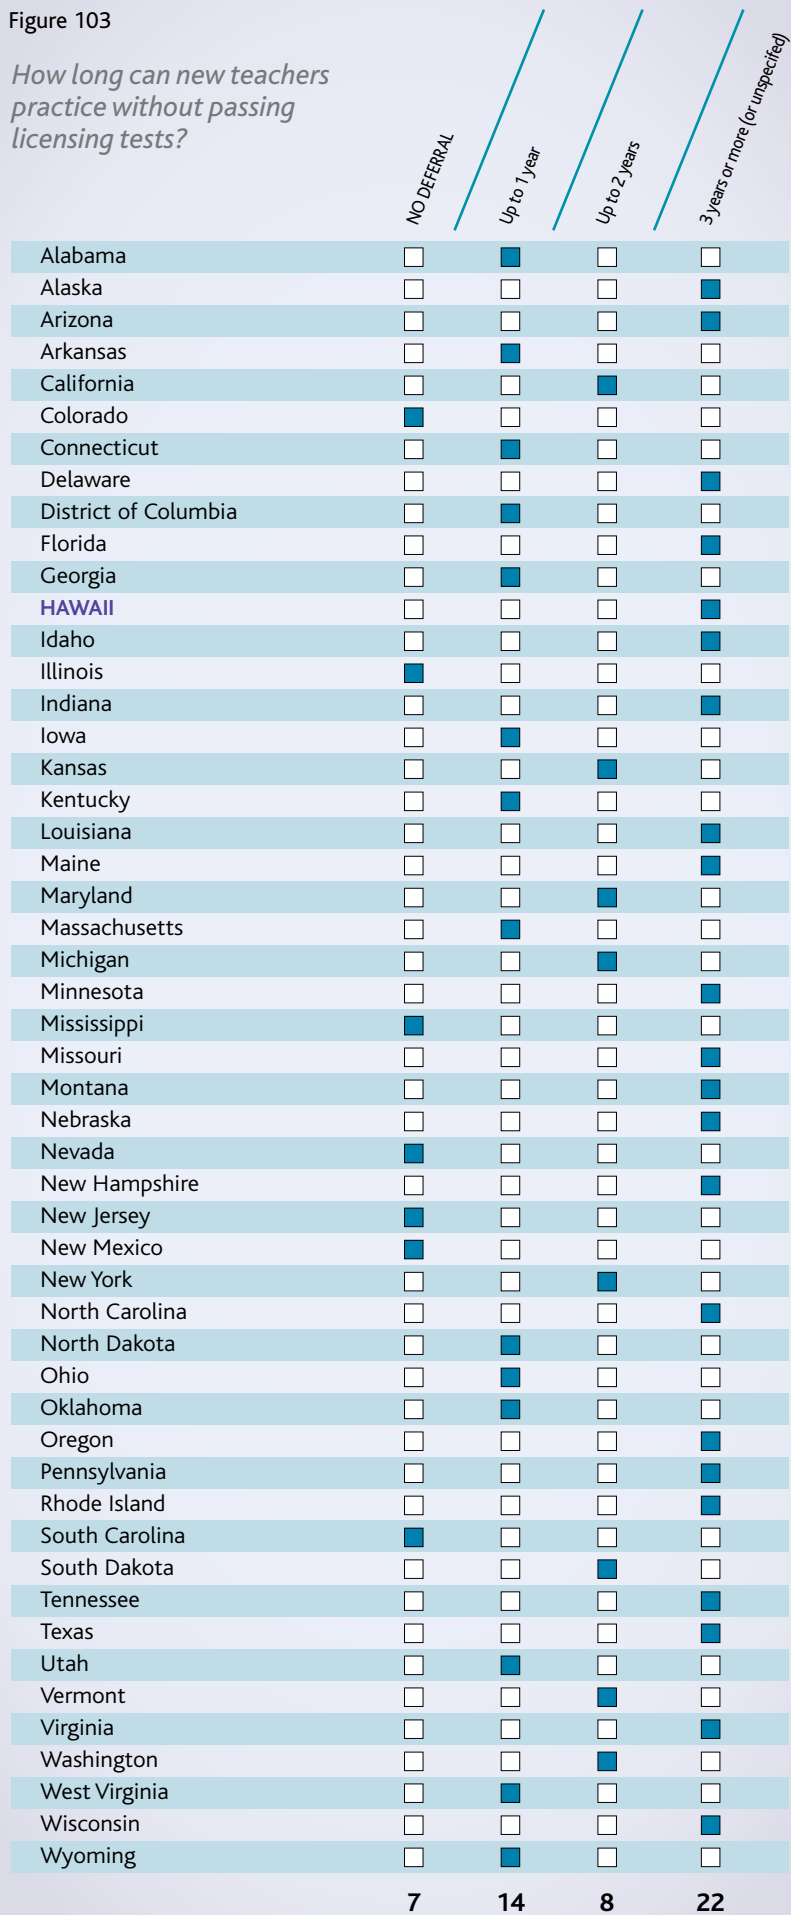 Figure 103
How long can new teachers
practice without passing
licensing tests?
NO DEFERRAL
Up to 1 year
Up to 2 years
3 years or more (or unspecifed)
Alabama
Alaska
Arizona
Arkansas
California
Colorado
Connecticut
Delaware
District of Columbia
Florida
Georgia
HAWAII
Idaho
Illinois
Indiana
Iowa
Kansas
Kentucky
Louisiana
Maine
Maryland
Massachusetts
Michigan
Minnesota
Mississippi
Missouri
Montana
Nebraska
Nevada
New Hampshire
New Jersey
New Mexico
New York
North Carolina
North Dakota
Ohio
Oklahoma
Oregon
Pennsylvania
Rhode Island
South Carolina
South Dakota
Tennessee
Texas
Utah
Vermont
Virginia
Washington
West Virginia
Wisconsin
Wyoming
7 14 8 22